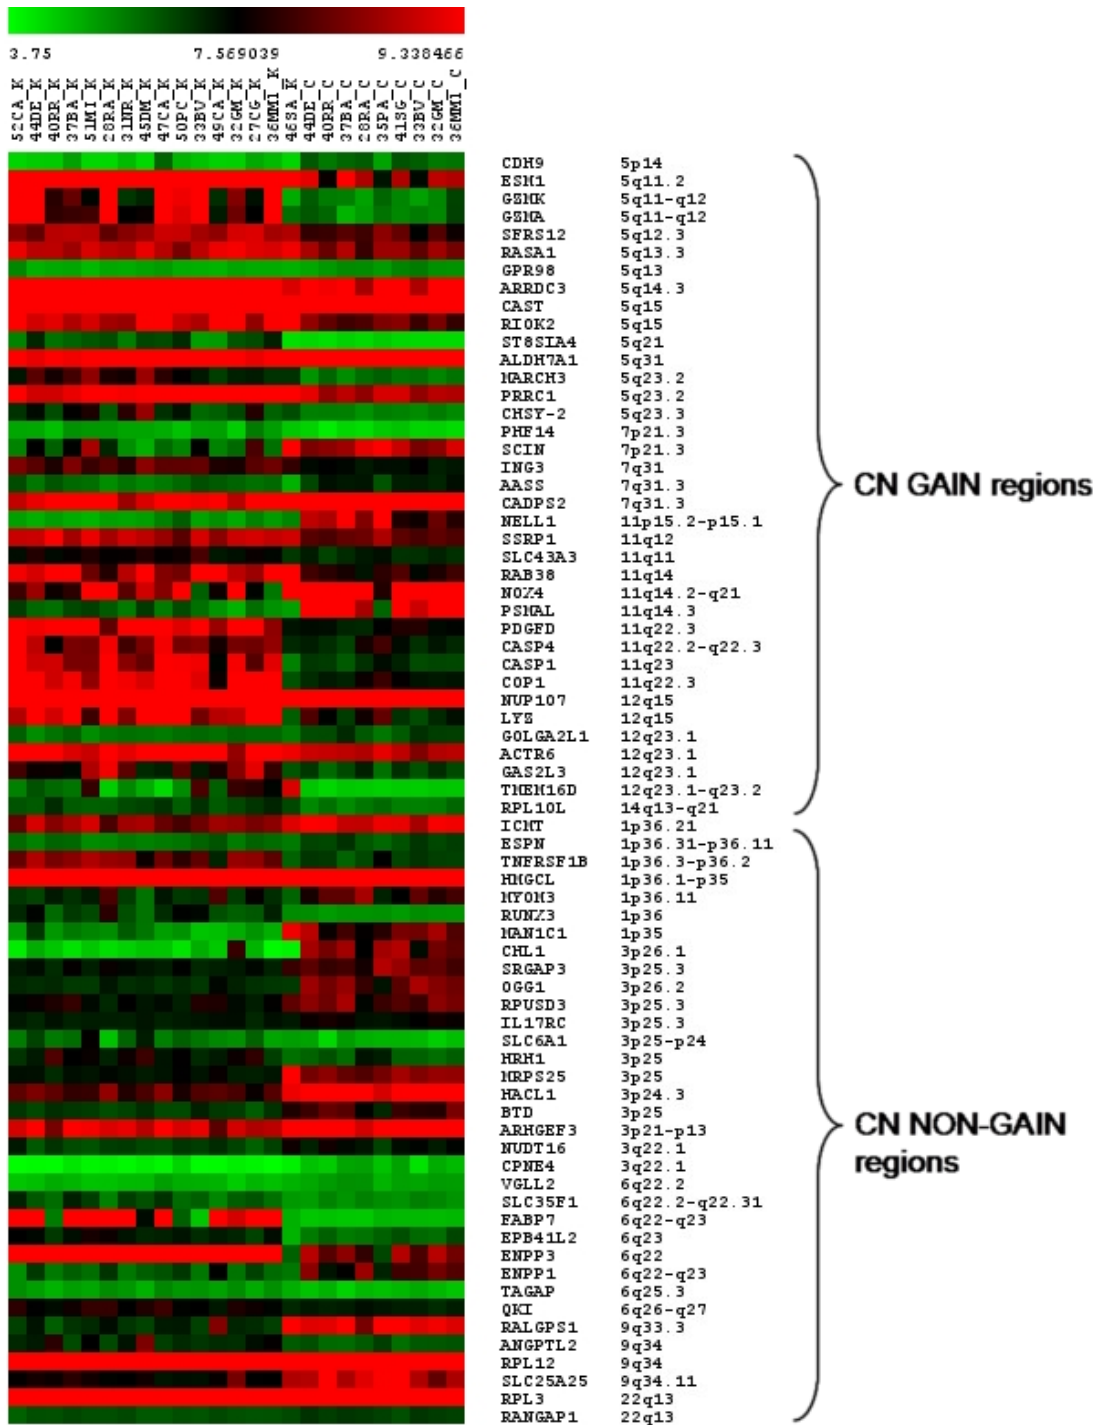 3.75 7.569039 9.338466
52CA_K 44DE_K 40RR_K 37BA_K 51MI_K 28RA_K 31NR_K 45DM_K 47CA_K 50PC_K 33BV_K 49CA_K 32GM_K 27CG_K 36MMI_K 46SA_K 44DE_C 40RR_C 37BA_C 28RA_C 35PA_C 41SG_C 33BV_C 32GM_C 36MMI_C
CDH9 5p14
ESM1 5q11.2
GZMK 5q11-q12
GZMA 5q11-q12
SFRS12 5q12.3
RASA1 5q13.3
GPR98 5q13
ARRDC3 5q14.3
CAST 5q15
RIOK2 5q15
ST8SIA4 5q21
ALDH7A1 5q31
MARCH3 5q23.2
PRRC1 5q23.2
CHSY-2 5q23.3
PHF14 7p21.3
SCIN 7p21.3
ING3 7q31
AASS 7q31.3
CADPS2 7q31.3
NELL1 11p15.2-p15.1
SSRP1 11q12
SLC43A3 11q11
RAB38 11q14
NOX4 11q14.2-q21
PSMAL 11q14.3
PDGFD 11q22.3
CASP4 11q22.2-q22.3
CASP1 11q23
COP1 11q22.3
NUP107 12q15
LYZ 12q15
GOLGA2L1 12q23.1
ACTR6 12q23.1
GAS2L3 12q23.1
TMEM16D 12q23.1-q23.2
RPL10L 14q13-q21
CN GAIN regions
ICMT 1p36.21
ESPN 1p36.31-p36.11
TNFRSF1B 1p36.3-p36.2
HMGCL 1p36.1-p35
MYOM3 1p36.11
RUNX3 1p36
MAN1C1 1p35
CHL1 3p26.1
SRGAP3 3p25.3
OGG1 3p26.2
RPUSD3 3p25.3
IL17RC 3p25.3
SLC6A1 3p25-p24
HRH1 3p25
MRPS25 3p25
HACL1 3p24.3
BTD 3p25
ARHGEF3 3p21-p13
NUDT16 3q22.1
CPNE4 3q22.1
VGLL2 6q22.2
SLC35F1 6q22.2-q22.31
FABP7 6q22-q23
EPB41L2 6q23
ENPP3 6q22
ENPP1 6q22-q23
TAGAP 6q25.3
QKI 6q26-q27
RALGPS1 9q33.3
ANGPTL2 9q34
RPL12 9q34
SLC25A25 9q34.11
RPL3 22q13
RANGAP1 22q13
CN NON-GAIN
regions